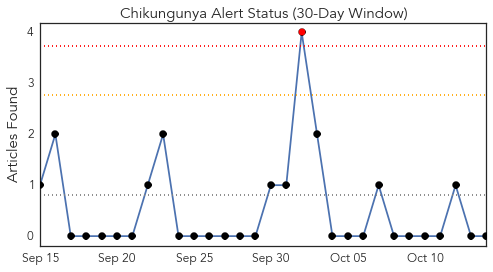 Chikungunya Alert Status (30-Day Window)
Articles Found
4
3
2
1
0
Sep 15 Sep 20 Sep 25 Sep 30 Oct 05 Oct 10